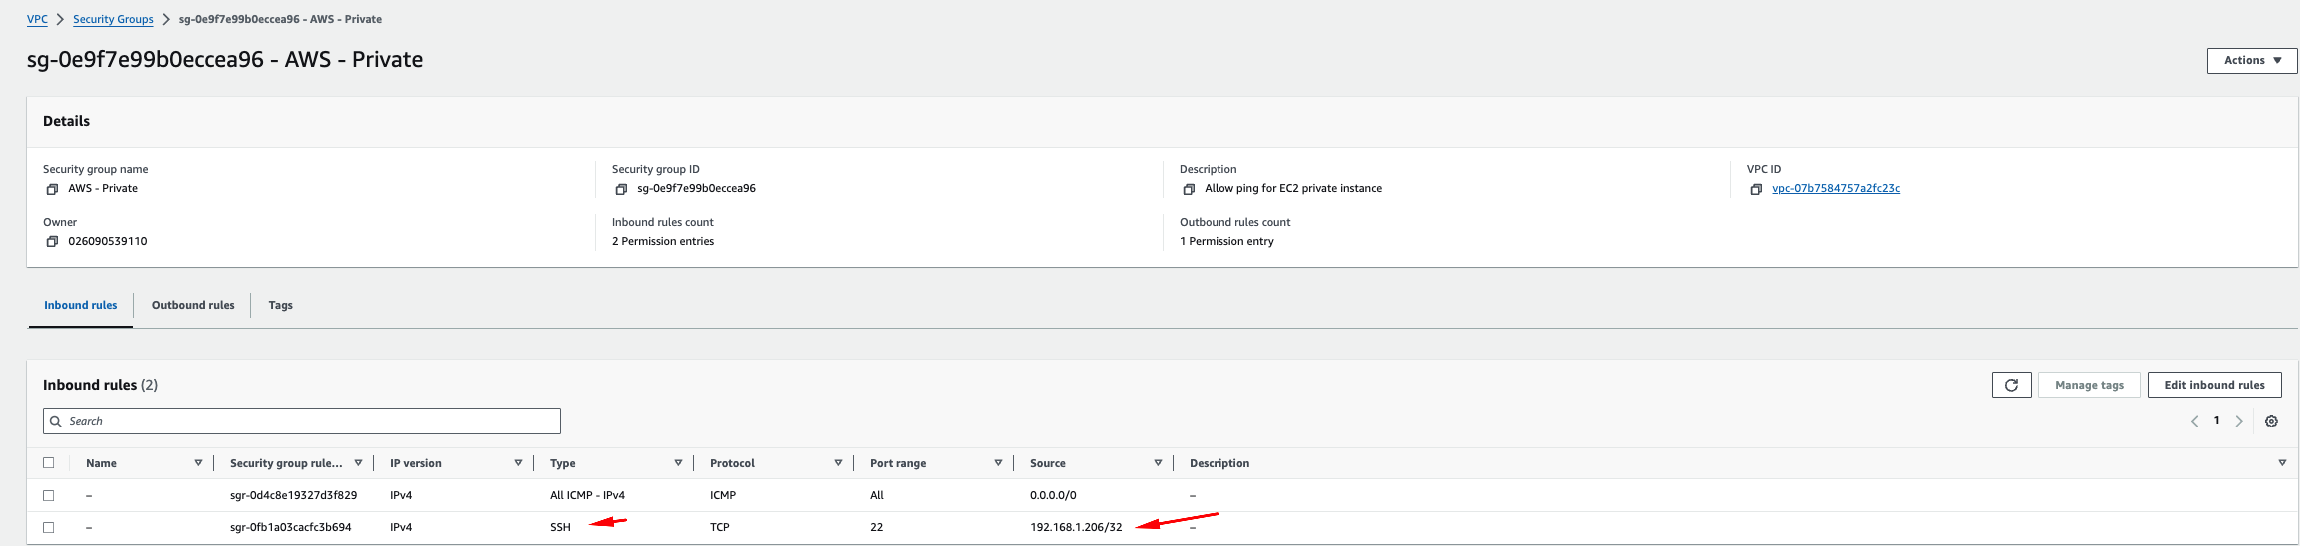 VPC > Security Groups > sg-0e9f7e99b0eccea96 - AWS - Private
sg-0e9f7e99b0eccea96 - AWS - Private
Actions
Details
Security group name
AWS - Private
Security group ID
sg-0e9f7e99b0eccea96
Description
Allow ping for EC2 private instance
VPC ID
vpc-07b7584757a2fc23c
Owner
026090539110
Inbound rules count
2 Permission entries
Outbound rules count
1 Permission entry
Inbound rules Outbound rules Tags
Inbound rules (2)
Manage tags Edit inbound rules
Search
1
Name Security group rule... IP version Type Protocol Port range Source Description
– sgr-0d4c8e19327d3f829 IPv4 All ICMP - IPv4 ICMP All 0.0.0.0/0 –
– sgr-0fb1a03cacfc3b694 IPv4 SSH TCP 22 192.168.1.206/32 –